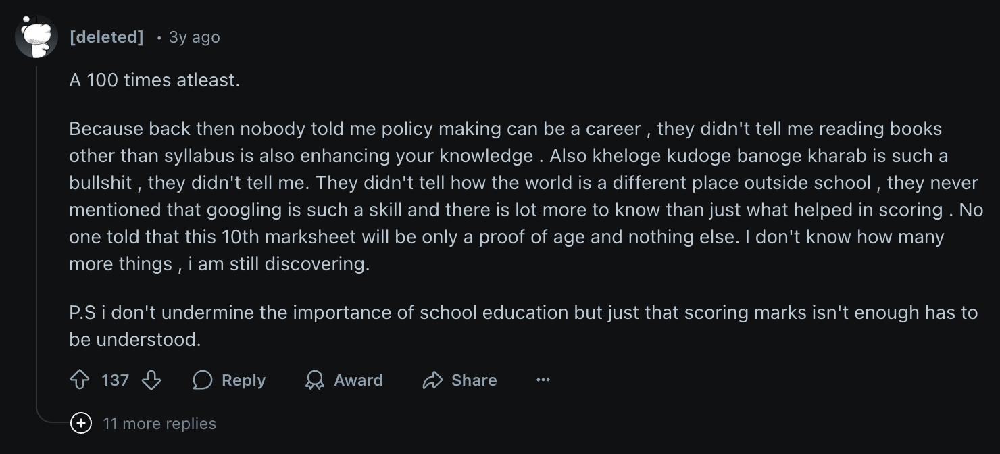 [deleted] • 3y ago
A 100 times atleast.
Because back then nobody told me policy making can be a career , they didn't tell me reading books
other than syllabus is also enhancing your knowledge . Also kheloge kudoge banoge kharab is such a
bullshit , they didn't tell me. They didn't tell how the world is a different place outside school , they never
mentioned that googling is such a skill and there is lot more to know than just what helped in scoring . No
one told that this 10th marksheet will be only a proof of age and nothing else. I don't know how many
more things , i am still discovering.
P.S i don't undermine the importance of school education but just that scoring marks isn't enough has to
be understood.
137 Reply Award Share ...
11 more replies